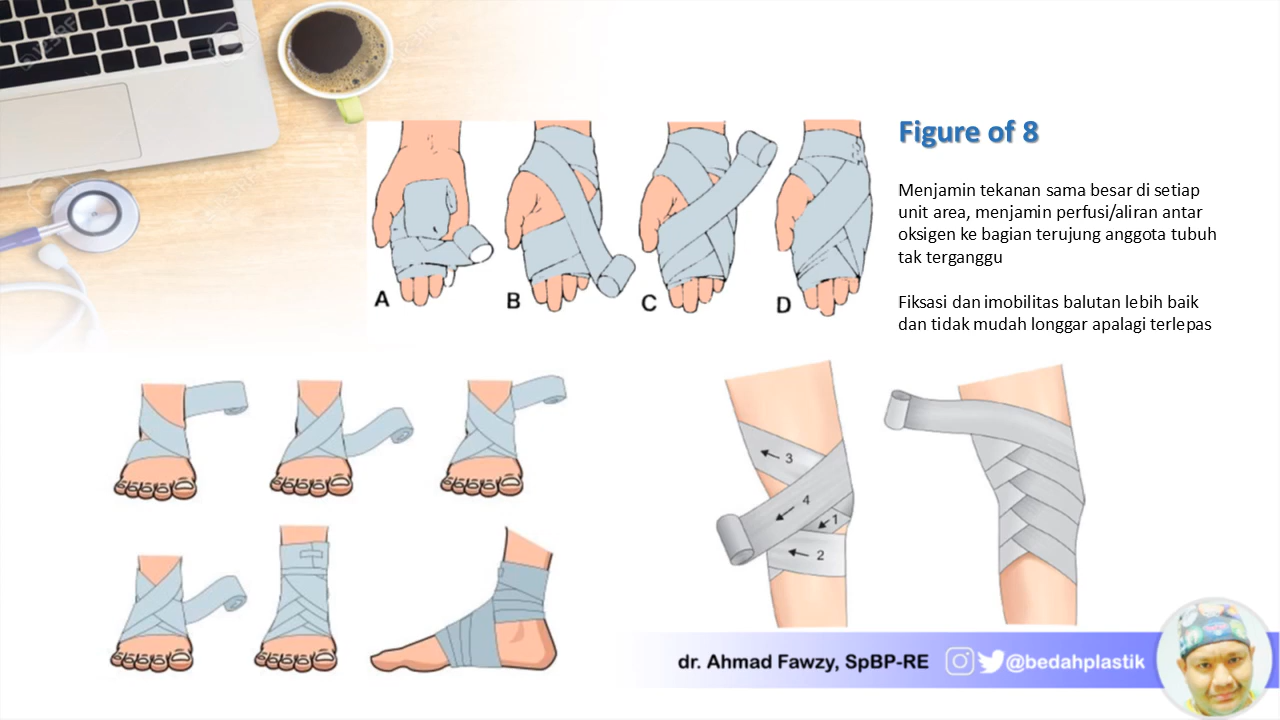 Figure of 8
Menjamin tekanan sama besar di setiap
unit area, menjamin perfusi/aliran antar
oksigen ke bagian terujung anggota tubuh
tak terganggu
Fiksasi dan imobilitas balutan lebih baik
dan tidak mudah longgar apalagi terlepas
A
B
C
D
3
4
1
2
dr. Ahmad Fawzy, SpBP-RE
@bedahplastik